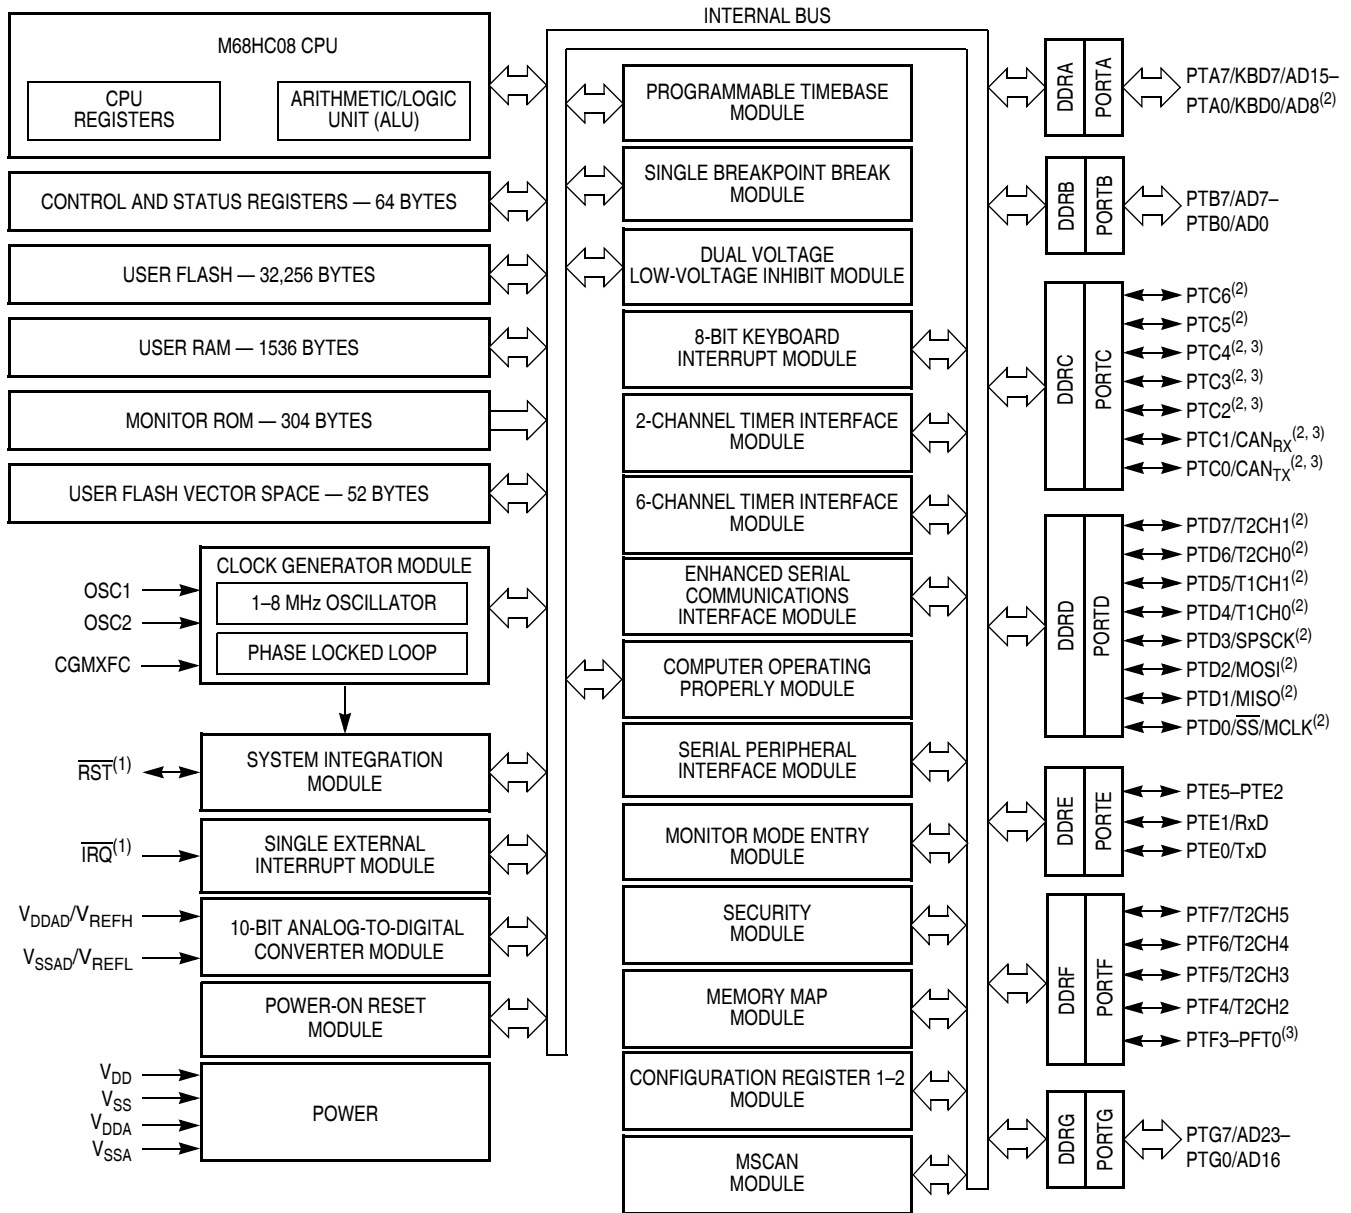 INTERNAL BUS
M68HC08 CPU
CPU
REGISTERS
ARITHMETIC/LOGIC
UNIT (ALU)
CONTROL AND STATUS REGISTERS — 64 BYTES
USER FLASH — 32,256 BYTES
USER RAM — 1536 BYTES
MONITOR ROM — 304 BYTES
USER FLASH VECTOR SPACE — 52 BYTES
OSC1
OSC2
CGMXFC
CLOCK GENERATOR MODULE
1–8 MHz OSCILLATOR
PHASE LOCKED LOOP
RST(1)
SYSTEM INTEGRATION
MODULE
IRQ(1)
SINGLE EXTERNAL
INTERRUPT MODULE
VDDAD/VREFH
VSSAD/VREFL
10-BIT ANALOG-TO-DIGITAL
CONVERTER MODULE
POWER-ON RESET
MODULE
VDD
VSS
VDDA
VSSA
POWER
PROGRAMMABLE TIMEBASE
MODULE
SINGLE BREAKPOINT BREAK
MODULE
DUAL VOLTAGE
LOW-VOLTAGE INHIBIT MODULE
8-BIT KEYBOARD
INTERRUPT MODULE
2-CHANNEL TIMER INTERFACE
MODULE
6-CHANNEL TIMER INTERFACE
MODULE
ENHANCED SERIAL
COMMUNICATIONS
INTERFACE MODULE
COMPUTER OPERATING
PROPERLY MODULE
SERIAL PERIPHERAL
INTERFACE MODULE
MONITOR MODE ENTRY
MODULE
SECURITY
MODULE
MEMORY MAP
MODULE
CONFIGURATION REGISTER 1–2
MODULE
MSCAN
MODULE
DDRA
PORTA
PTA7/KBD7/AD15–
PTA0/KBD0/AD8(2)
DDRB
PORTB
PTB7/AD7–
PTB0/AD0
DDRC
PORTC
PTC6(2)
PTC5(2)
PTC4(2, 3)
PTC3(2, 3)
PTC2(2, 3)
PTC1/CANRX(2, 3)
PTC0/CANTX(2, 3)
DDRD
PORTD
PTD7/T2CH1(2)
PTD6/T2CH0(2)
PTD5/T1CH1(2)
PTD4/T1CH0(2)
PTD3/SPSCK(2)
PTD2/MOSI(2)
PTD1/MISO(2)
PTD0/SS/MCLK(2)
DDRE
PORTE
PTE5–PTE2
PTE1/RxD
PTE0/TxD
DDRF
PORTF
PTF7/T2CH5
PTF6/T2CH4
PTF5/T2CH3
PTF4/T2CH2
PTF3–PFT0(3)
DDRG
PORTG
PTG7/AD23–
PTG0/AD16